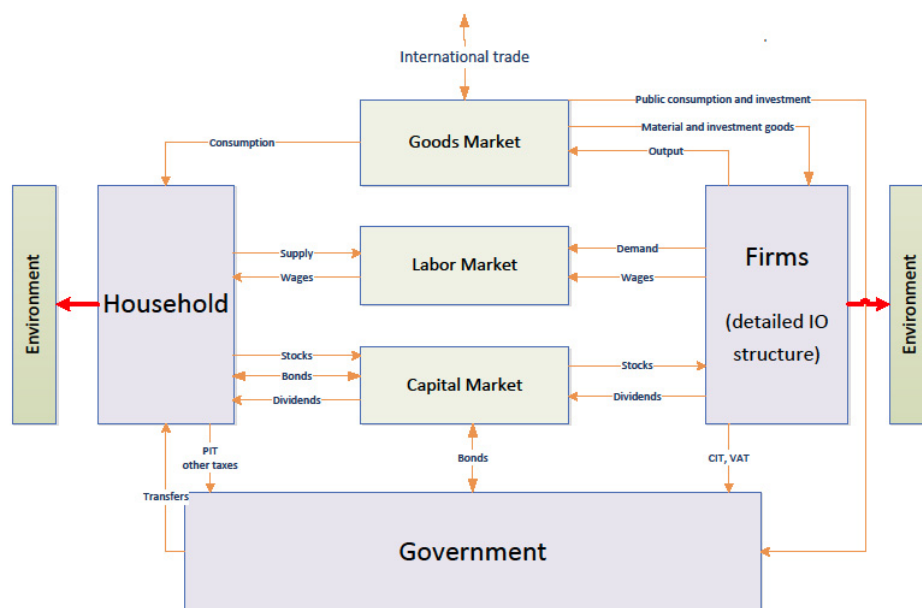 International trade
Public consumption and investment
Goods Market
Material and investment goods
Consumption
Output
Environment
Household
Supply
Labor Market
Demand
Wages
Wages
Firms
(detailed IO
structure)
Environment
Stocks
Bonds
Dividends
Capital Market
Stocks
Dividends
PIT
other taxes
Bonds
CIT, VAT
Transfers
Government